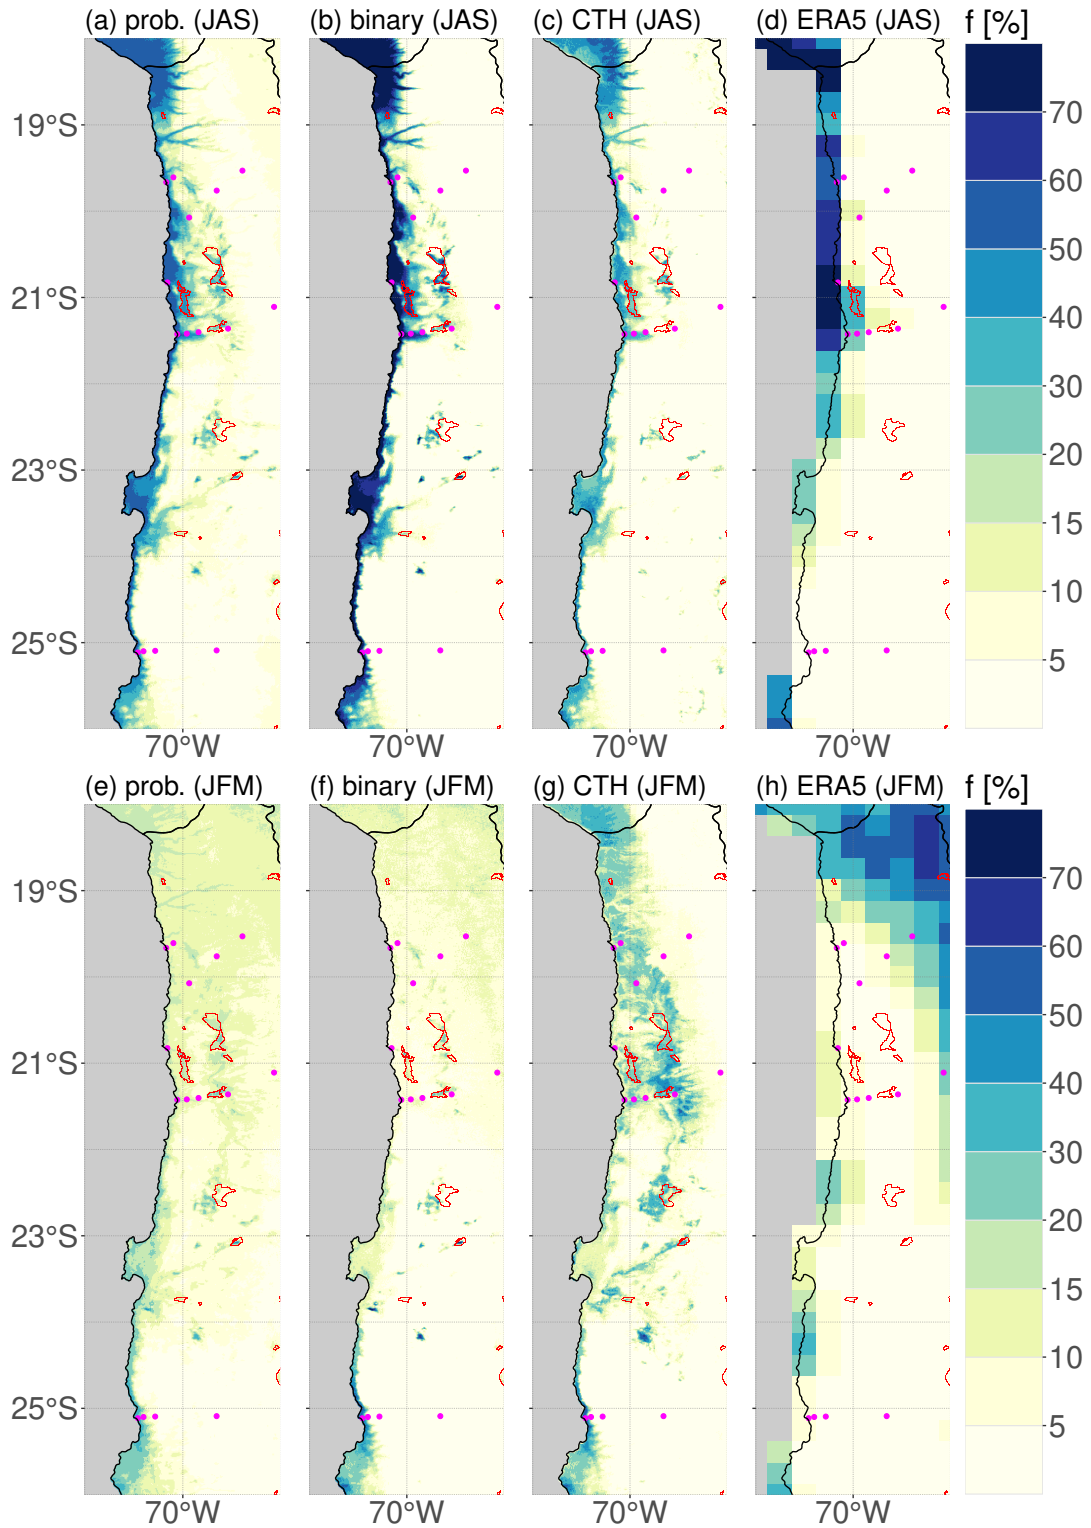 (a) prob. (JAS)
(b) binary (JAS)
(c) CTH (JAS)
(d) ERA5 (JAS)
f [%]
19°S
21°S
23°S
25°S
70°W
70°W
70°W
70°W
70
60
50
40
30
20
15
10
5
(e) prob. (JFM)
(f) binary (JFM)
(g) CTH (JFM)
(h) ERA5 (JFM)
f [%]
19°S
21°S
23°S
25°S
70°W
70°W
70°W
70°W
70
60
50
40
30
20
15
10
5